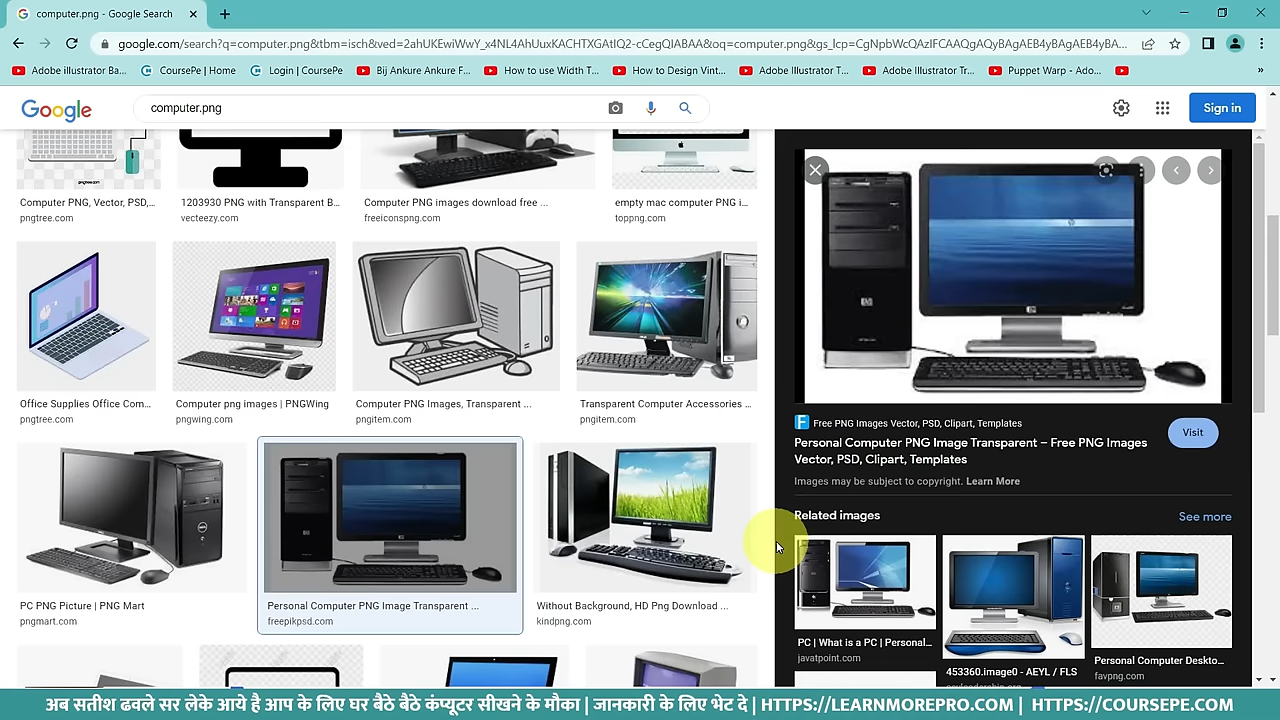 computer.png - Google Search
google.com/search?q=computer.png&tbm=isch&ved=2ahUKEwiWwY_x4NL4AhUuxKACHTXGAtIQ2-cCegQIABAA&oq=computer.png&gs_lcp=CgNpbWcQAzIFCAAQgAQyBAgAEB4yBAgAEB4yBA...
Adobe illustrator Ba...
CoursePe | Home
Login | CoursePe
Bij Ankure Ankure F...
How to use Width T...
How to Design Vint...
Adobe Illustrator T...
Adobe Illustrator Tr...
Puppet Warp - Ado...
Google
computer.png
Sign in
Computer PNG, Vector, PSD,...
pngtree.com
1203930 PNG with Transparent B...
vecteezy.com
Computer PNG images download free ...
freeiconspng.com
empty mac computer PNG i...
toppng.com
Office Supplies Office Com...
pngtree.com
Computer png images | PNGWing
pngwing.com
Computer PNG Images, Transparent ...
pngitem.com
Transparent Computer Accessories ...
pngitem.com
PC PNG Picture | PNG Mart
pngmart.com
Personal Computer PNG Image Transparent ...
freepikpsd.com
Without Background, HD Png Download ...
kindpng.com
Free PNG Images Vector, PSD, Clipart, Templates
Personal Computer PNG Image Transparent – Free PNG Images
Vector, PSD, Clipart, Templates
Visit
Images may be subject to copyright. Learn More
Related images
See more
PC | What is a PC | Personal...
javatpoint.com
453360.image0 - AEYL / FLS
Personal Computer Deskto...
favpng.com
अब सतीश ढवले सर लेके आये है आप के लिए घर बैठे बैठे कंप्यूटर सीखने के मौका | जानकारी के लिए भेट दे | HTTPS://LEARNMOREPRO.COM | HTTPS://COURSEPE.COM